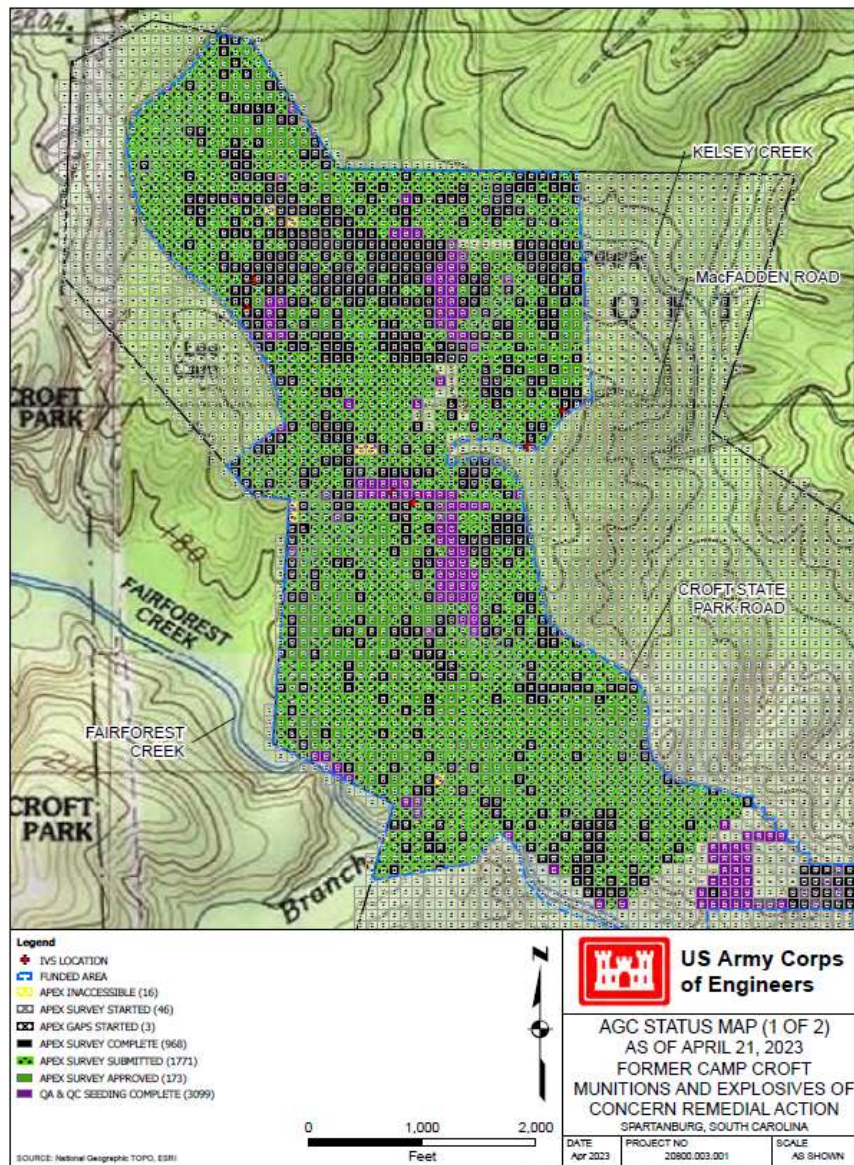 KELSEY CREEK
MacFADDEN ROAD
CROFT
PARK
180
FAIRFOREST
CREEK
CROFT STATE
PARK ROAD
FAIRFOREST
CREEK
CROFT
PARK
Branch
Legend
IVS LOCATION
FUNDED AREA
APEX INACCESSIBLE (16)
APEX SURVEY STARTED (46)
APEX GAPS STARTED (3)
APEX SURVEY COMPLETE (968)
APEX SURVEY SUBMITTED (1771)
APEX SURVEY APPROVED (173)
QA & QC SEEDING COMPLETE (3099)
SOURCE: National Geographic TOPO, ESRI
0 1,000 2,000
Feet
N
US Army Corps
of Engineers
AGC STATUS MAP (1 OF 2)
AS OF APRIL 21, 2023
FORMER CAMP CROFT
MUNITIONS AND EXPLOSIVES OF
CONCERN REMEDIAL ACTION
SPARTANBURG, SOUTH CAROLINA
DATE PROJECT NO SCALE
Apr 2023 20900.003.001 AS SHOWN